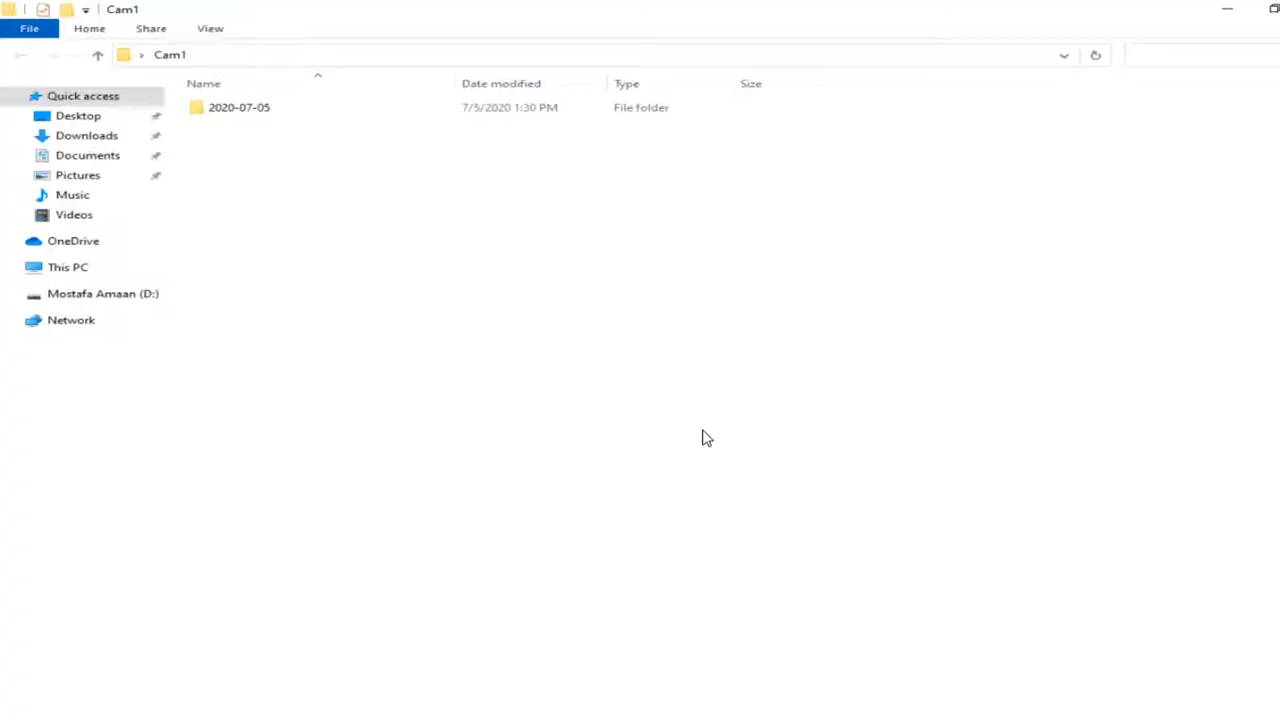 Cam1
File Home Share View
Cam1
Name Date modified Type Size
Quick access
2020-07-05 7/5/2020 1:30 PM File folder
Desktop
Downloads
Documents
Pictures
Music
Videos
OneDrive
This PC
Mostafa Amaan (D:)
Network